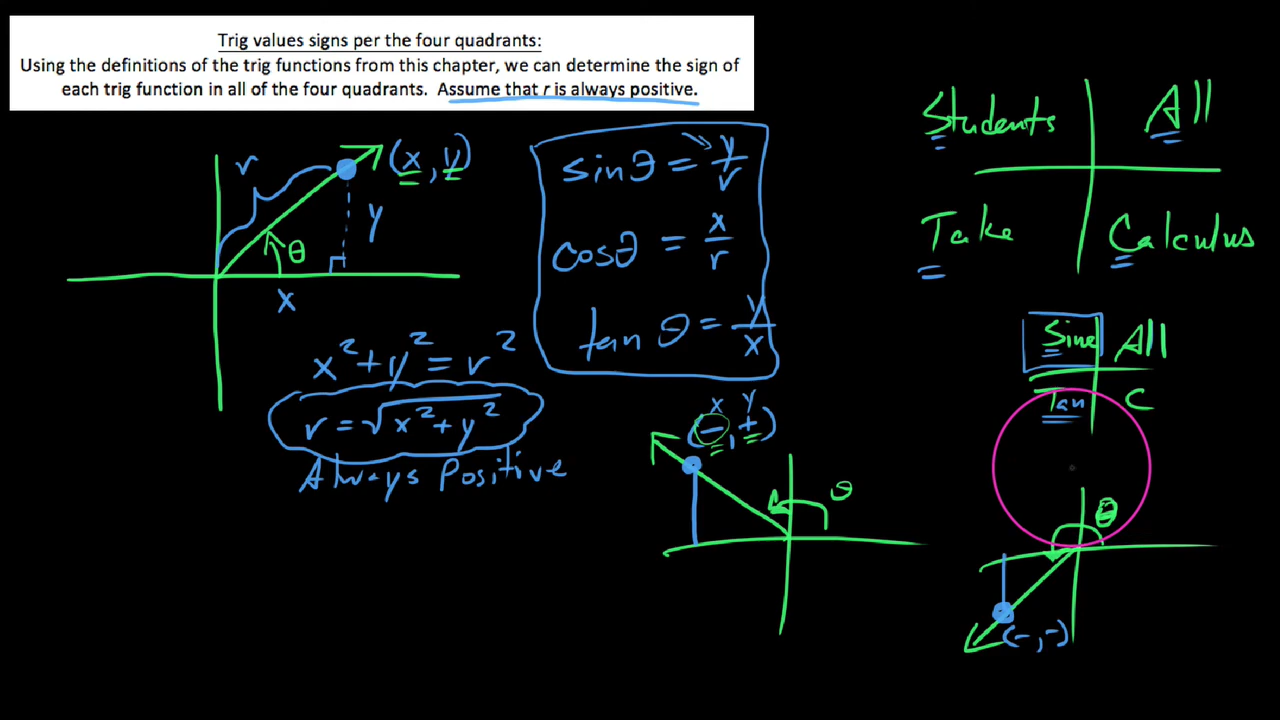 Trig values signs per the four quadrants:
Using the definitions of the trig functions from this chapter, we can determine the sign of
each trig function in all of the four quadrants. Assume that r is always positive.
Students All
Take Calculus
r
(x, y)
y
θ
x
sinθ = y/r
cosθ = x/r
tan θ = y/x
x² + y² = r²
r = √x² + y²
Always Positive
Sine All
Tan C
x y
(−, +)
θ
θ
(−, −)